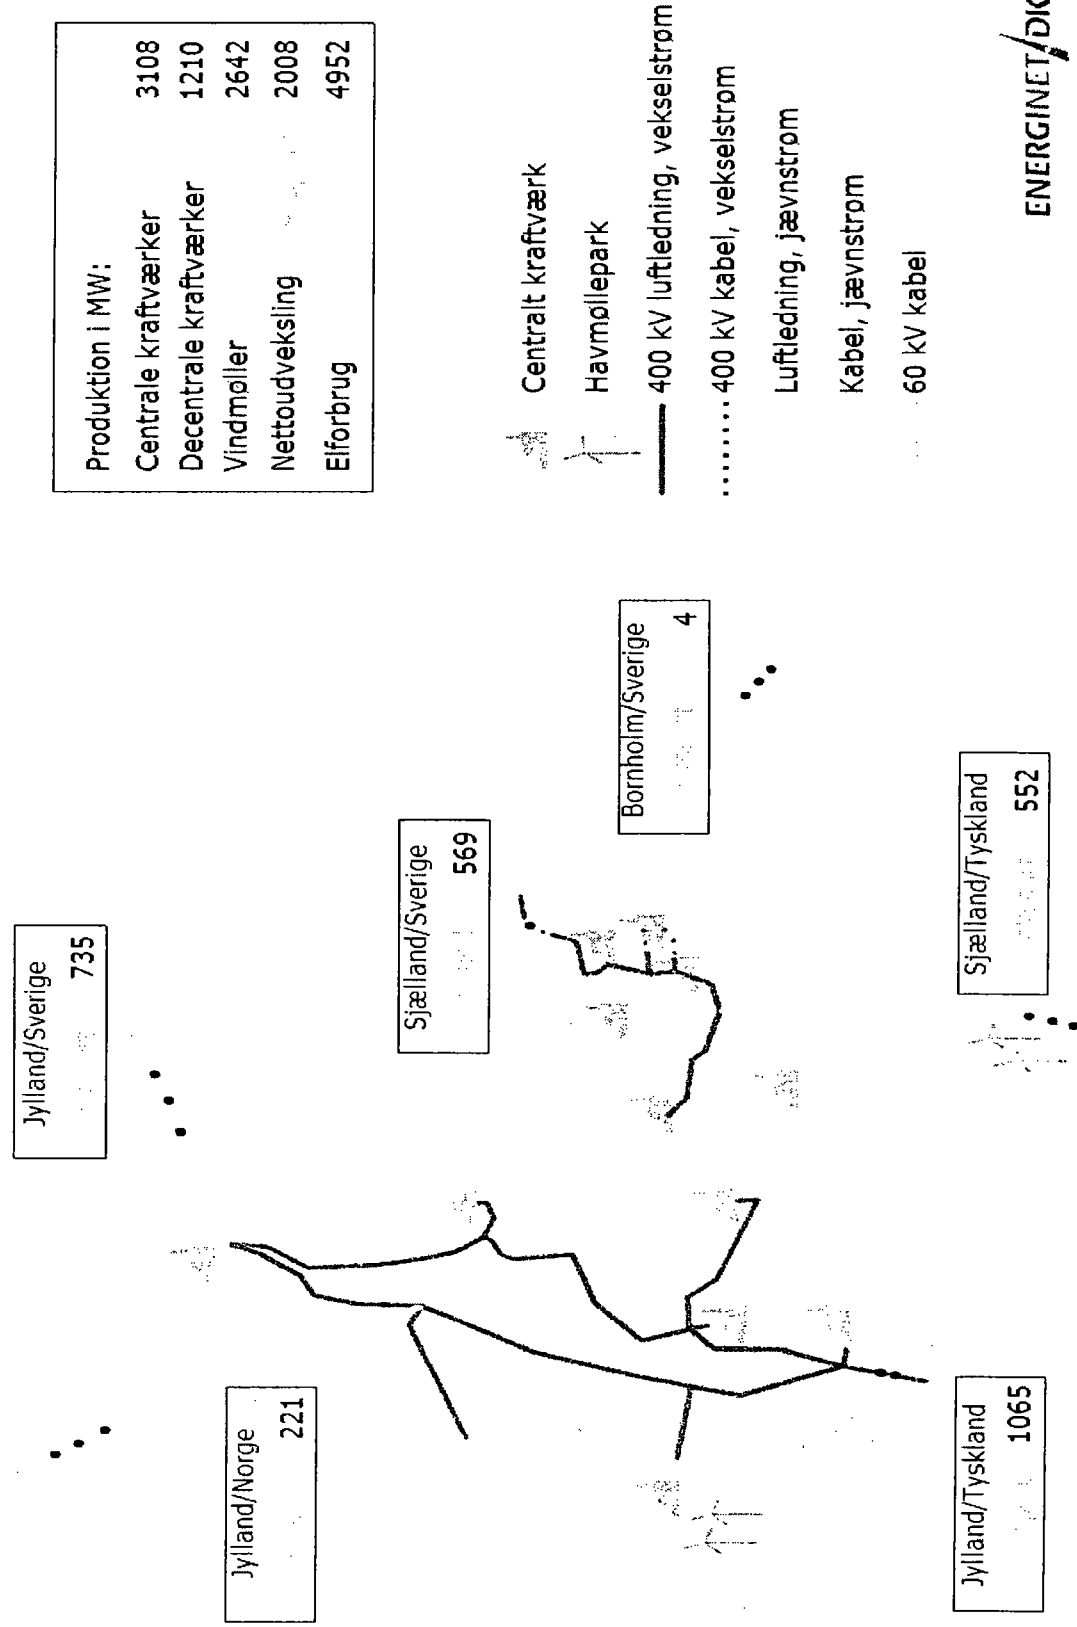 Jylland/Norge
221
Jylland/Sverige
735
Sjælland/Sverige
569
Bornholm/Sverige
4
Jylland/Tyskland
1065
Sjælland/Tyskland
552
Produktion i MW:
Centrale kraftværker 3108
Decentrale kraftværker 1210
Vindmøller 2642
Nettoudveksling 2008
Elforbrug 4952
Centralt kraftværk
Havmøllepark
400 kV luftledning, vekselstrøm
400 kV kabel, vekselstrøm
Luftledning, jævnstrøm
Kabel, jævnstrøm
60 kV kabel
ENERGINET/DK